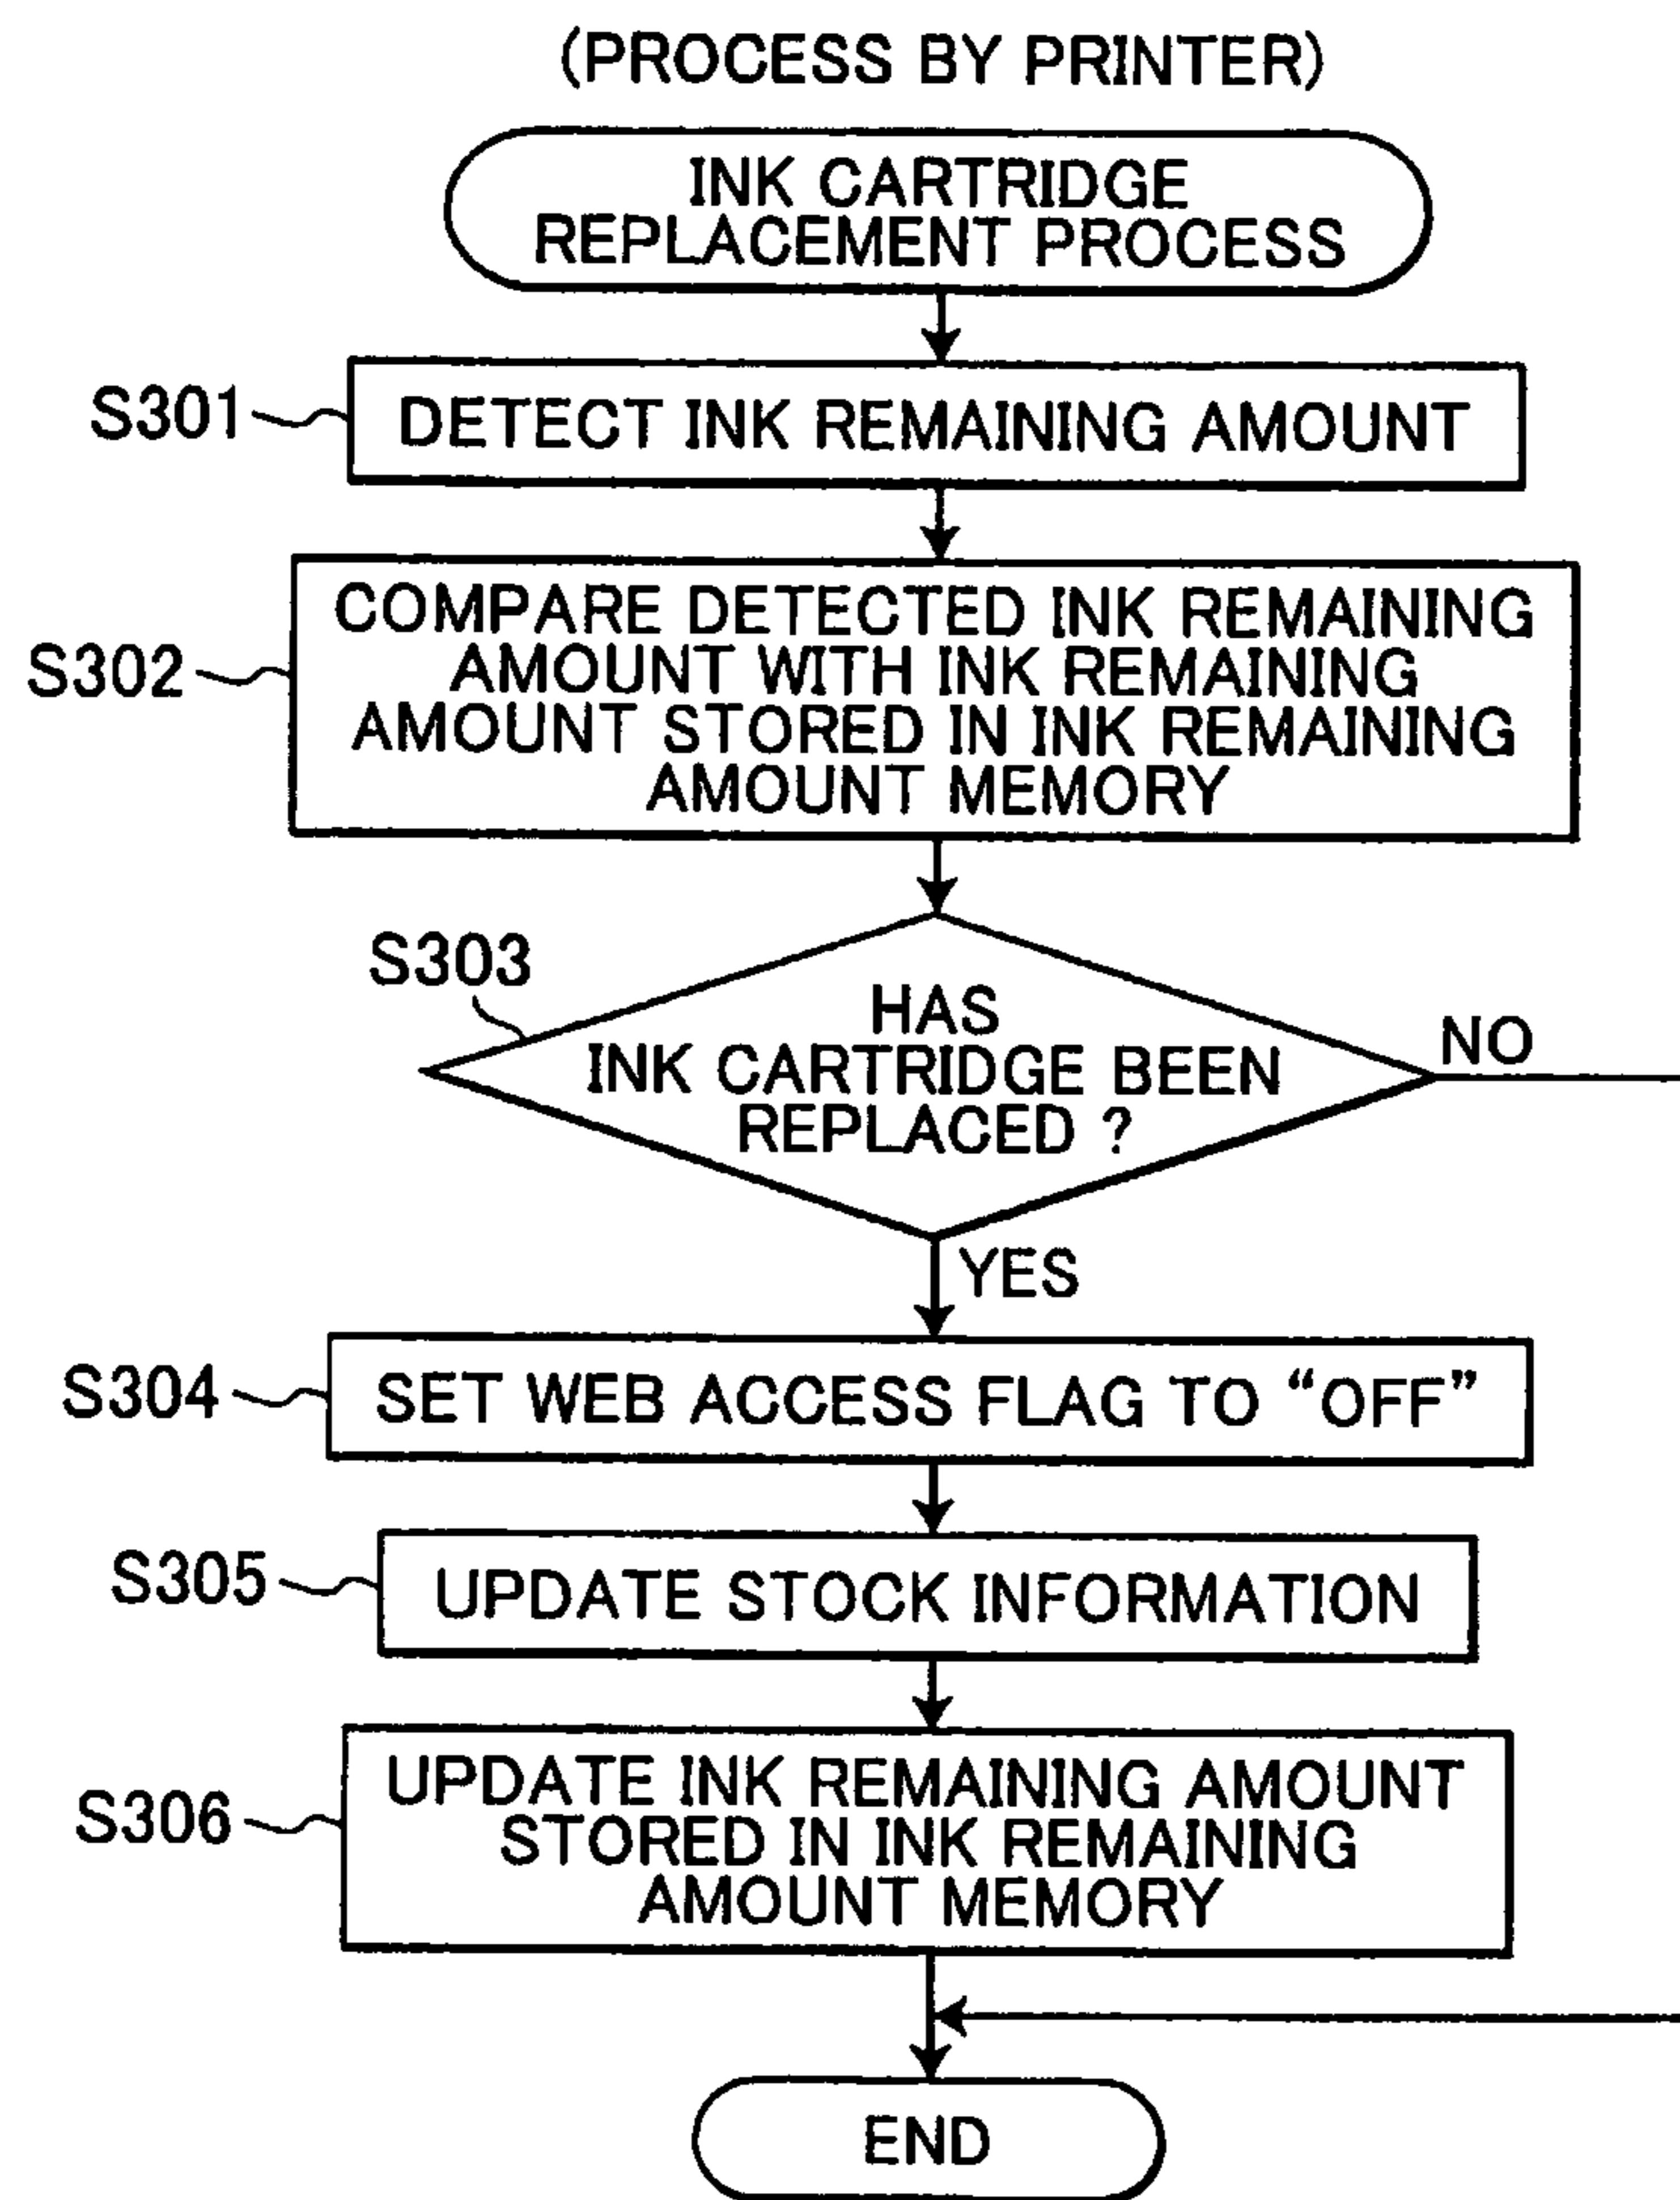 (PROCESS BY PRINTER)
INK CARTRIDGE
REPLACEMENT PROCESS
S301
DETECT INK REMAINING AMOUNT
S302
COMPARE DETECTED INK REMAINING
AMOUNT WITH INK REMAINING
AMOUNT STORED IN INK REMAINING
AMOUNT MEMORY
S303
HAS
INK CARTRIDGE BEEN
REPLACED ?
NO
YES
S304
SET WEB ACCESS FLAG TO “OFF”
S305
UPDATE STOCK INFORMATION
S306
UPDATE INK REMAINING AMOUNT
STORED IN INK REMAINING
AMOUNT MEMORY
END